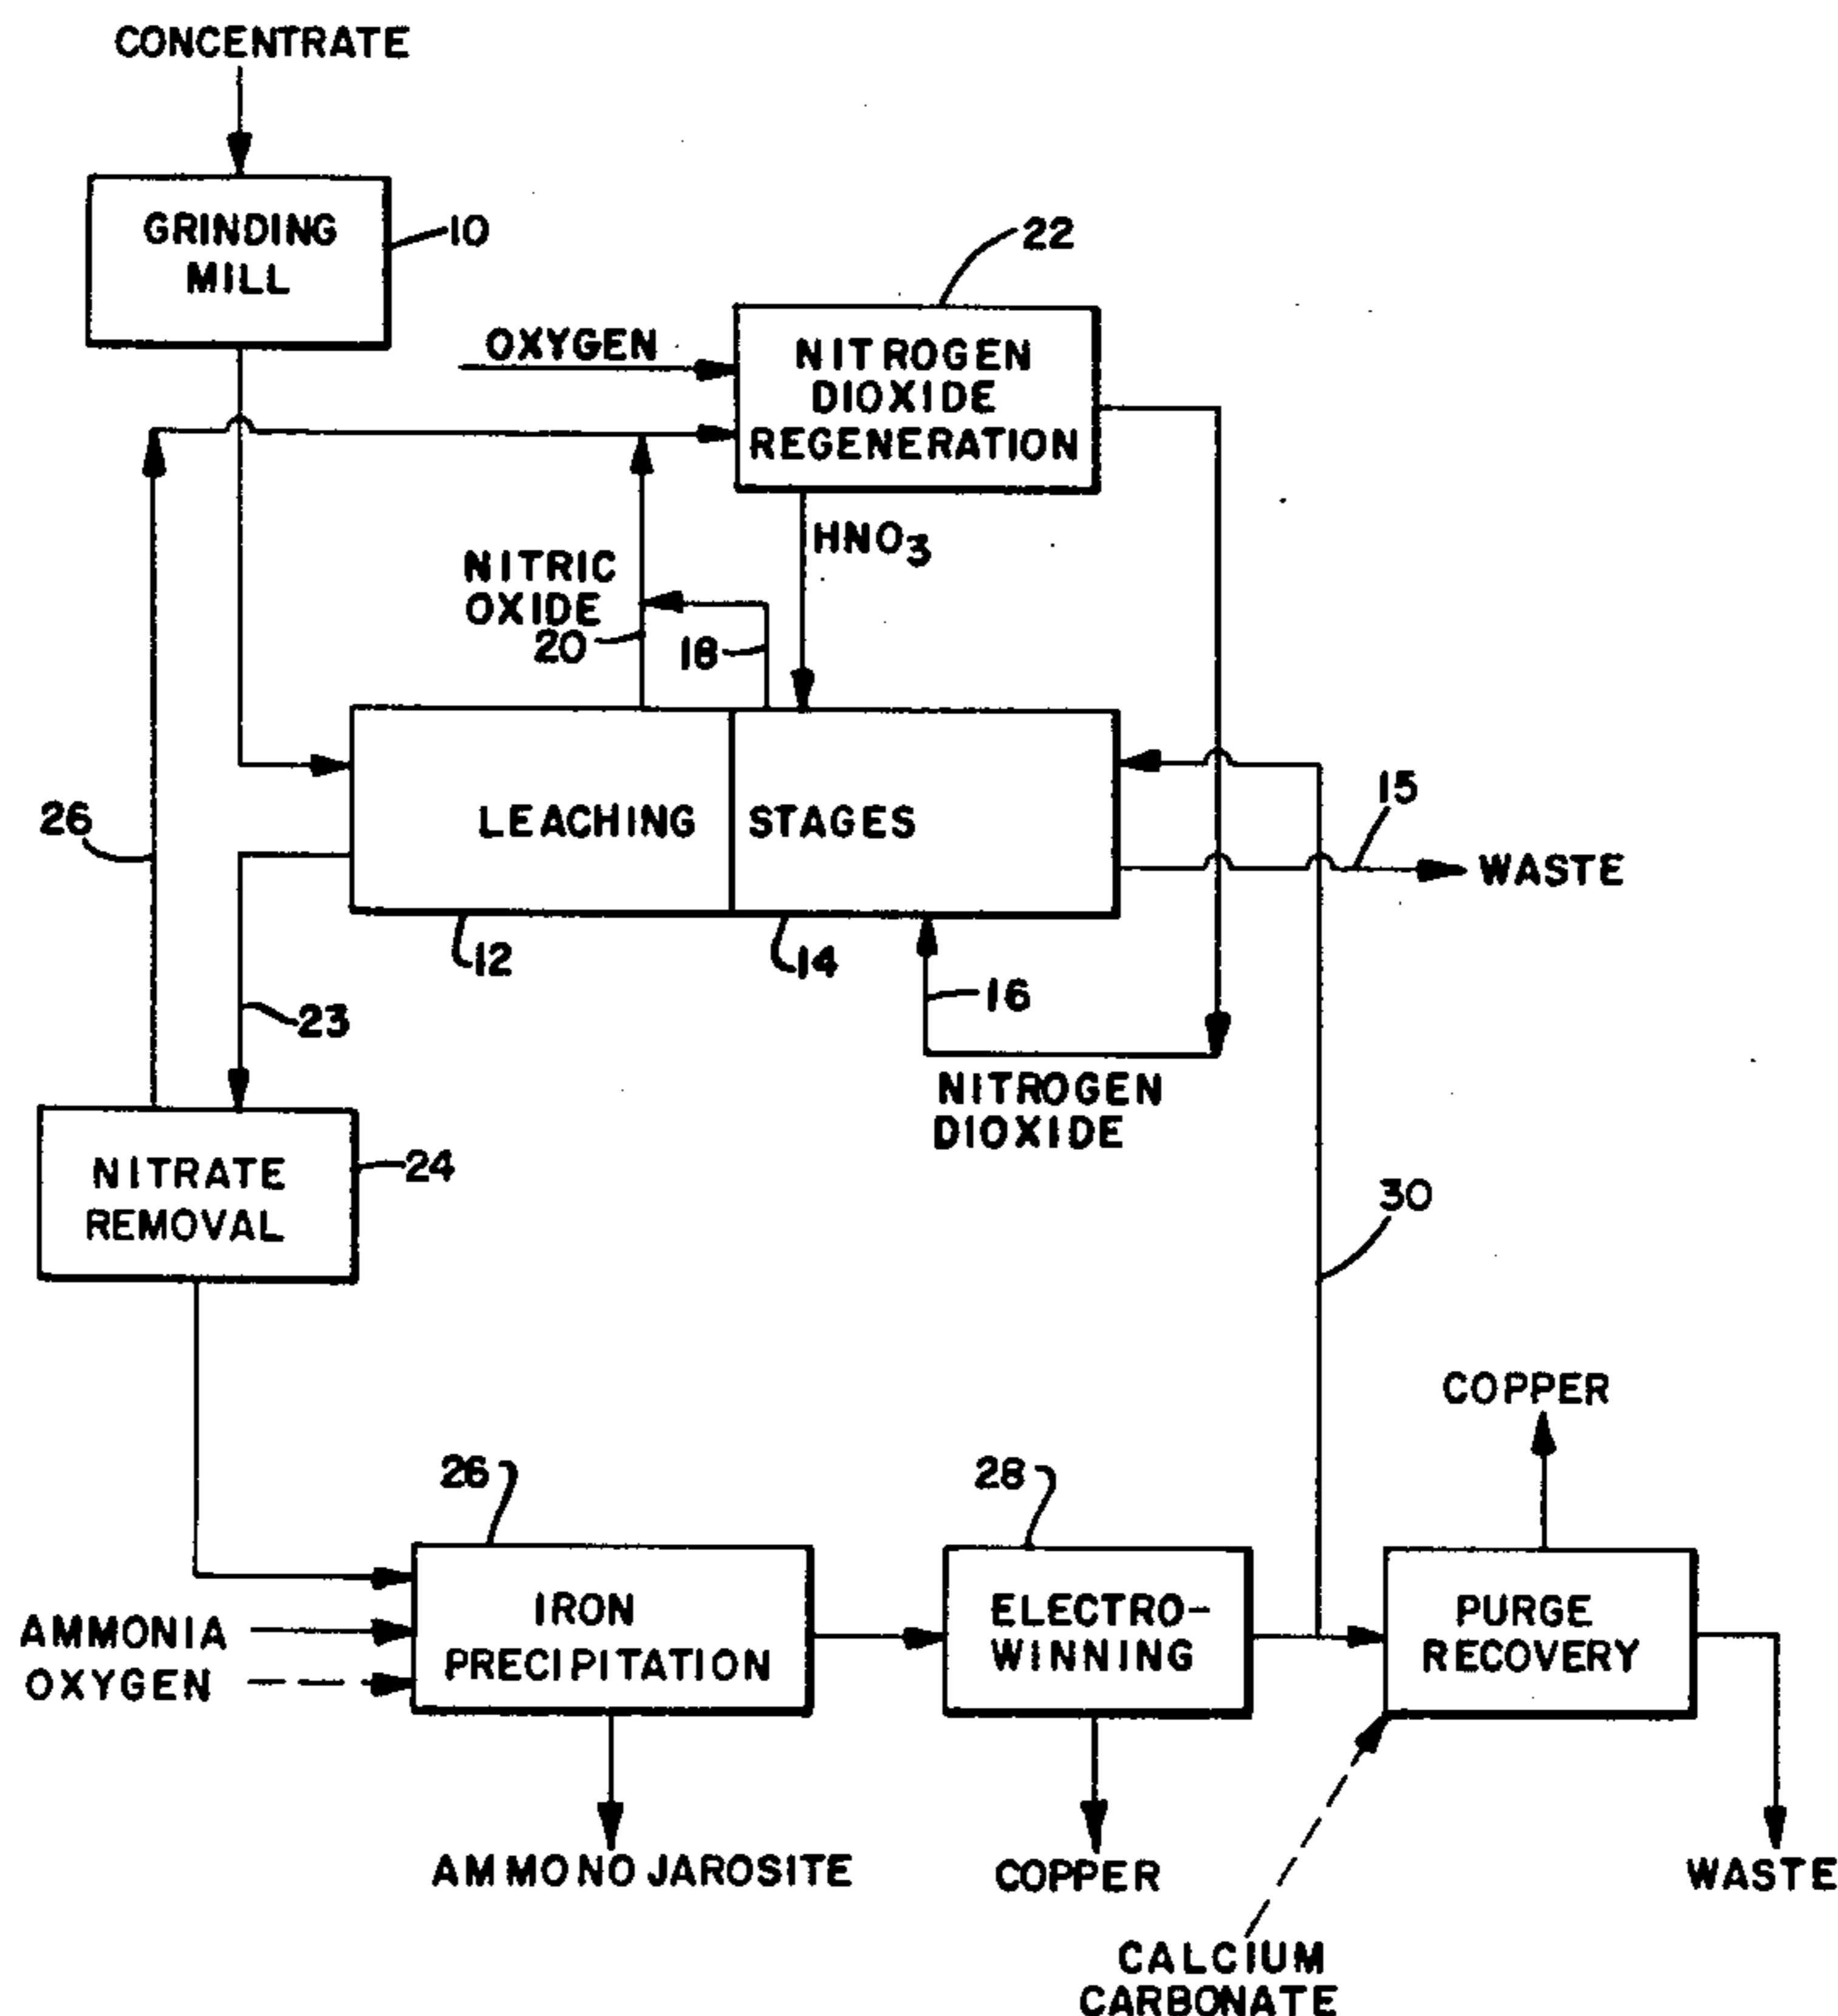 CONCENTRATE
GRINDING
MILL
10
22
OXYGEN
NITROGEN
DIOXIDE
REGENERATION
HNO3
NITRIC
OXIDE
20
18
LEACHING STAGES
26
15
WASTE
12
14
16
23
NITROGEN
DIOXIDE
NITRATE
REMOVAL
24
30
COPPER
26
28
IRON
PRECIPITATION
ELECTRO-
WINNING
PURGE
RECOVERY
AMMONIA
OXYGEN
AMMONO JAROSITE
COPPER
WASTE
CALCIUM
CARBONATE